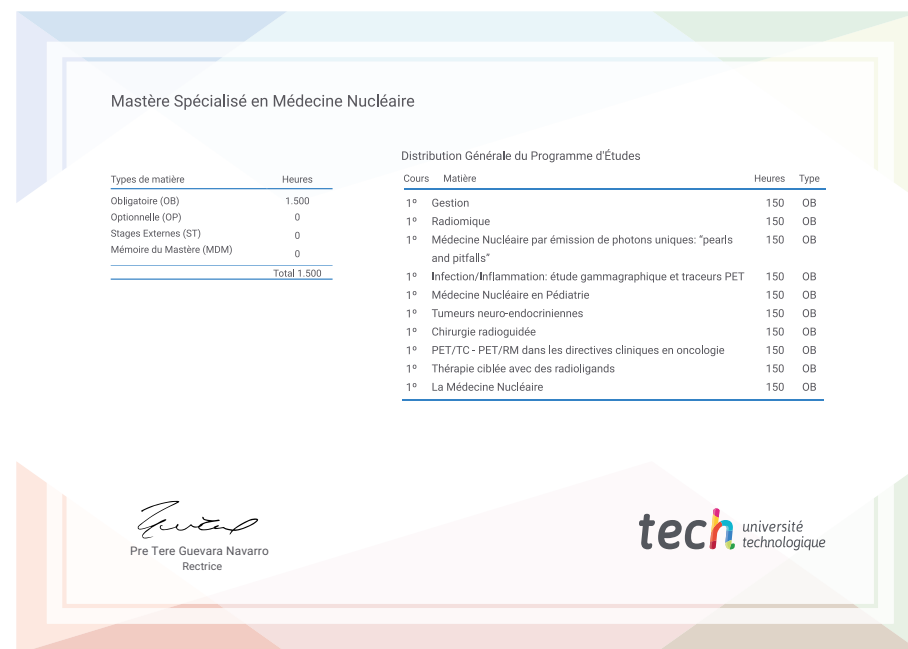 Mastère Spécialisé en Médecine Nucléaire
Types de matière Heures
Obligatoire (OB) 1.500
Optionnelle (OP) 0
Stages Externes (ST) 0
Mémoire du Mastère (MDM) 0
Total 1.500
Distribution Générale du Programme d'Études
Cours Matière Heures Type
1º Gestion 150 OB
1º Radiomique 150 OB
1º Médecine Nucléaire par émission de photons uniques: “pearls 150 OB
and pitfalls”
1º Infection/Inflammation: étude gammagraphique et traceurs PET 150 OB
1º Médecine Nucléaire en Pédiatrie 150 OB
1º Tumeurs neuro-endocriniennes 150 OB
1º Chirurgie radioguidée 150 OB
1º PET/TC - PET/RM dans les directives cliniques en oncologie 150 OB
1º Thérapie ciblée avec des radioligands 150 OB
1º La Médecine Nucléaire 150 OB
Pre Tere Guevara Navarro
Rectrice
tech université
technologique